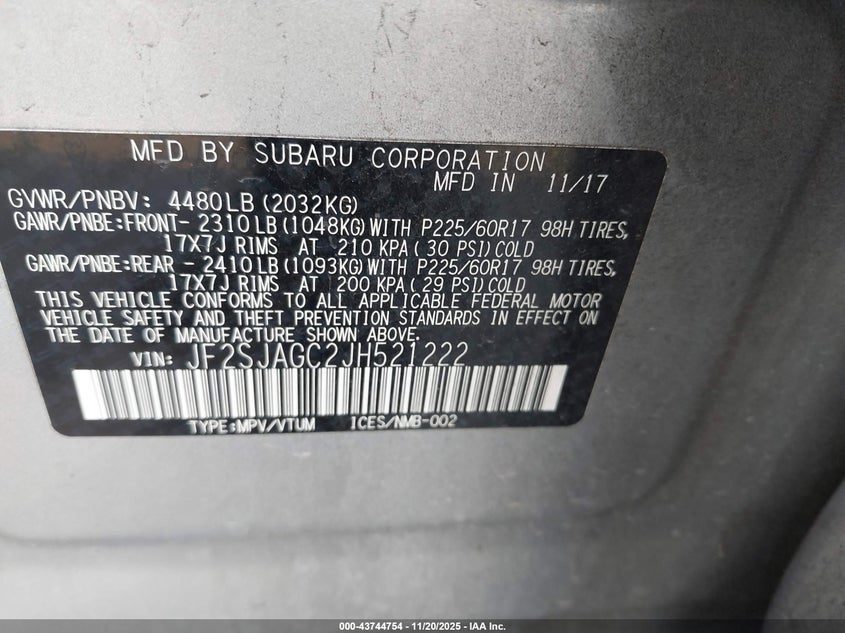 MFD BY SUBARU CORPORATION
MFD IN 11/17
GVWR/PNBV: 4480LB (2032KG)
GAWR/PNBE:FRONT- 2310LB (1048KG) WITH P225/60R17 98H TIRES,
17X7J RIMS AT 210 KPA ( 30 PSI) COLD
GAWR/PNBE:REAR - 2410LB (1093KG) WITH P225/60R17 98H TIRES,
17X7J RIMS AT 200 KPA ( 29 PSI) COLD
THIS VEHICLE CONFORMS TO ALL APPLICABLE FEDERAL MOTOR
VEHICLE SAFETY AND THEFT PREVENTION STANDARDS IN EFFECT ON
THE DATE OF MANUFACTURE SHOWN ABOVE.
VIN: JF2SJAGC2JH521222
TYPE:MPV/VTUM ICES/NMB-002
000-43744754 - 11/20/2025 - IAA Inc.